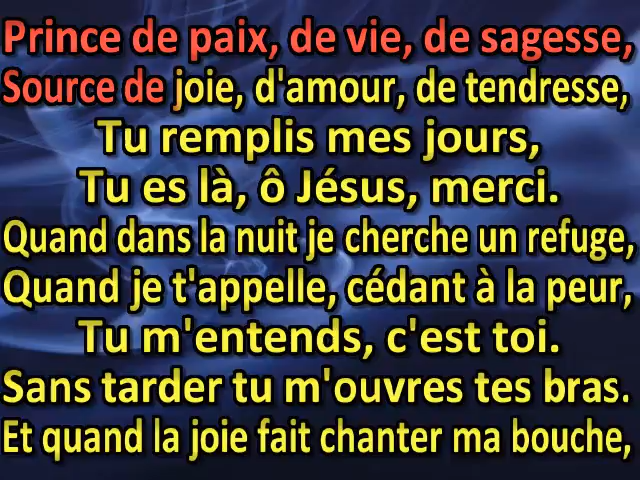 Prince de paix, de vie, de sagesse,
Source de joie, d'amour, de tendresse,
Tu remplis mes jours,
Tu es là, ô Jésus, merci.
Quand dans la nuit je cherche un refuge,
Quand je t'appelle, cédant à la peur,
Tu m'entends, c'est toi.
Sans tarder tu m'ouvres tes bras.
Et quand la joie fait chanter ma bouche,